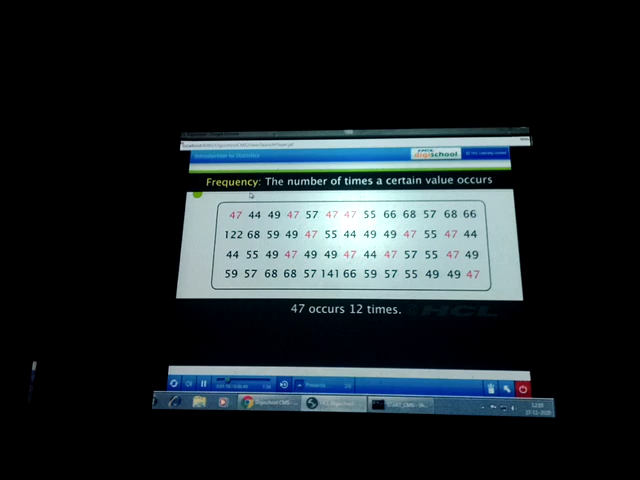 Introduction to Statistics
HCL
digischool
Frequency: The number of times a certain value occurs
47 44 49 47 57 47 47 55 66 68 57 68 66
122 68 59 49 47 55 44 49 49 47 55 47 44
44 55 49 47 49 49 47 44 47 57 55 47 49
59 57 68 68 57 141 66 59 57 55 49 49 47
47 occurs 12 times.
HCL